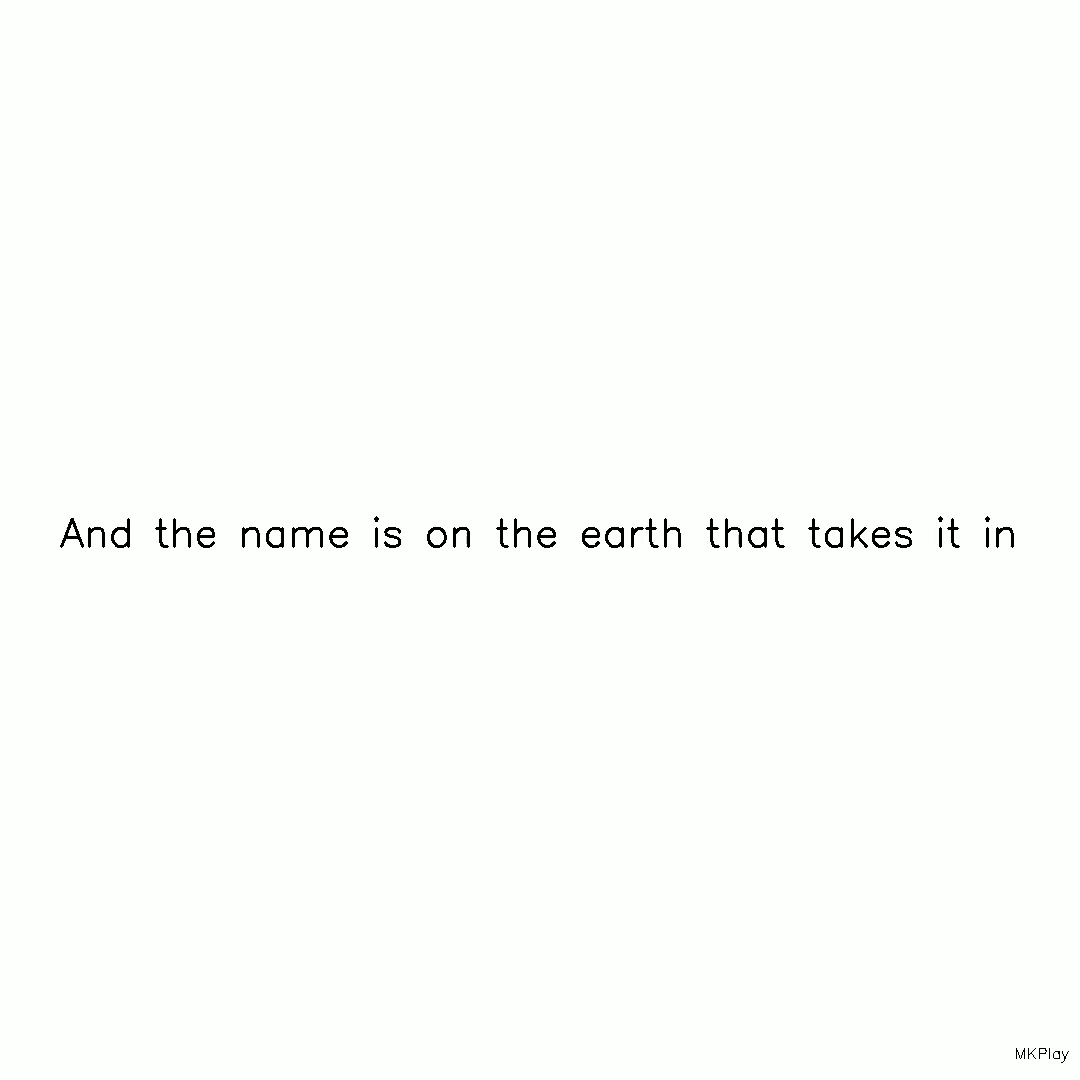 And the name is on the earth that takes it in
MKPlay